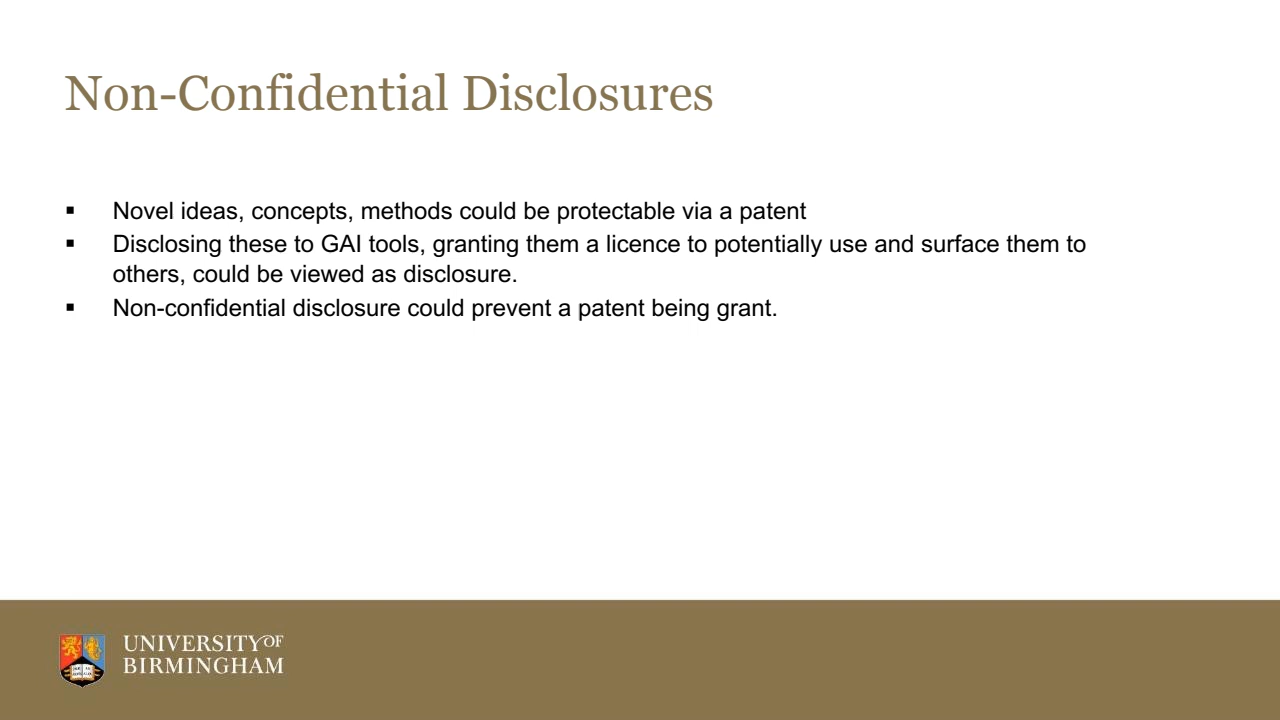 Non-Confidential Disclosures
▪ Novel ideas, concepts, methods could be protectable via a patent
▪ Disclosing these to GAI tools, granting them a licence to potentially use and surface them to
others, could be viewed as disclosure.
▪ Non-confidential disclosure could prevent a patent being grant.
UNIVERSITY OF
BIRMINGHAM